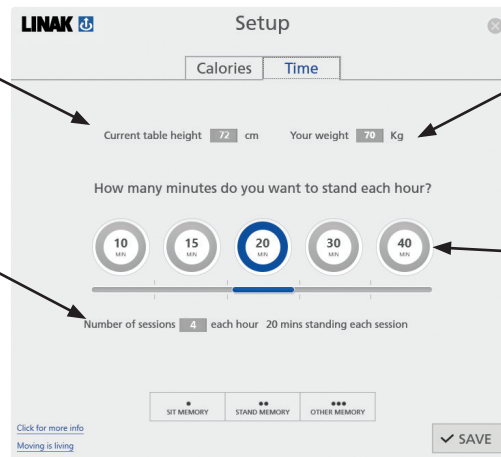 LINAK
Setup
Calories Time
Current table height 72 cm Your weight 70 Kg
How many minutes do you want to stand each hour?
10 15 20 30 40
MIN MIN MIN MIN MIN
Number of sessions 4 each hour 20 mins standing each session
SIT MEMORY STAND MEMORY OTHER MEMORY
Click for more info
Moving is living
SAVE